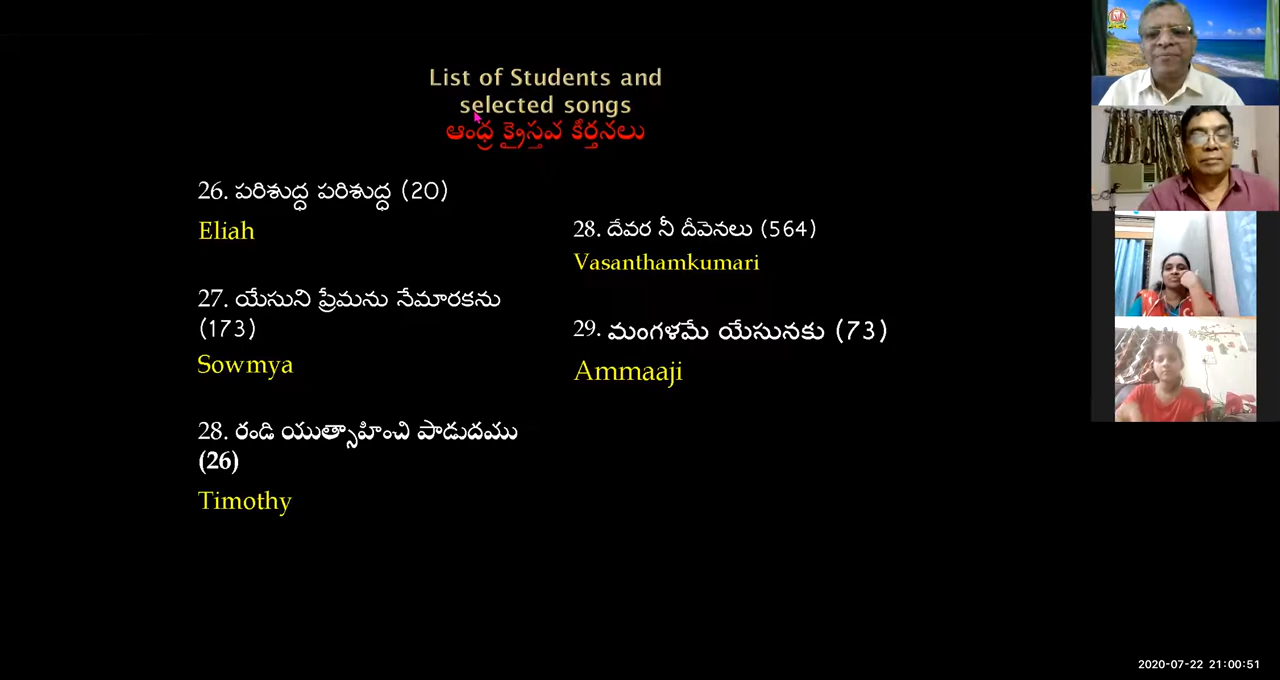 List of Students and
selected songs
ఆంధ్ర క్రైస్తవ కీర్తనలు
26. పరిశుద్ధ పరిశుద్ధ (20)
Eliah
27. యేసుని ప్రేమను నేమారకను
(173)
Sowmya
28. రండి యుత్సాహించి పాడుదము
(26)
Timothy
28. దేవర నీ దీవెనలు (564)
Vasanthamkumari
29. మంగళమే యేసునకు (73)
Ammaaji
2020-07-22 21:00:51